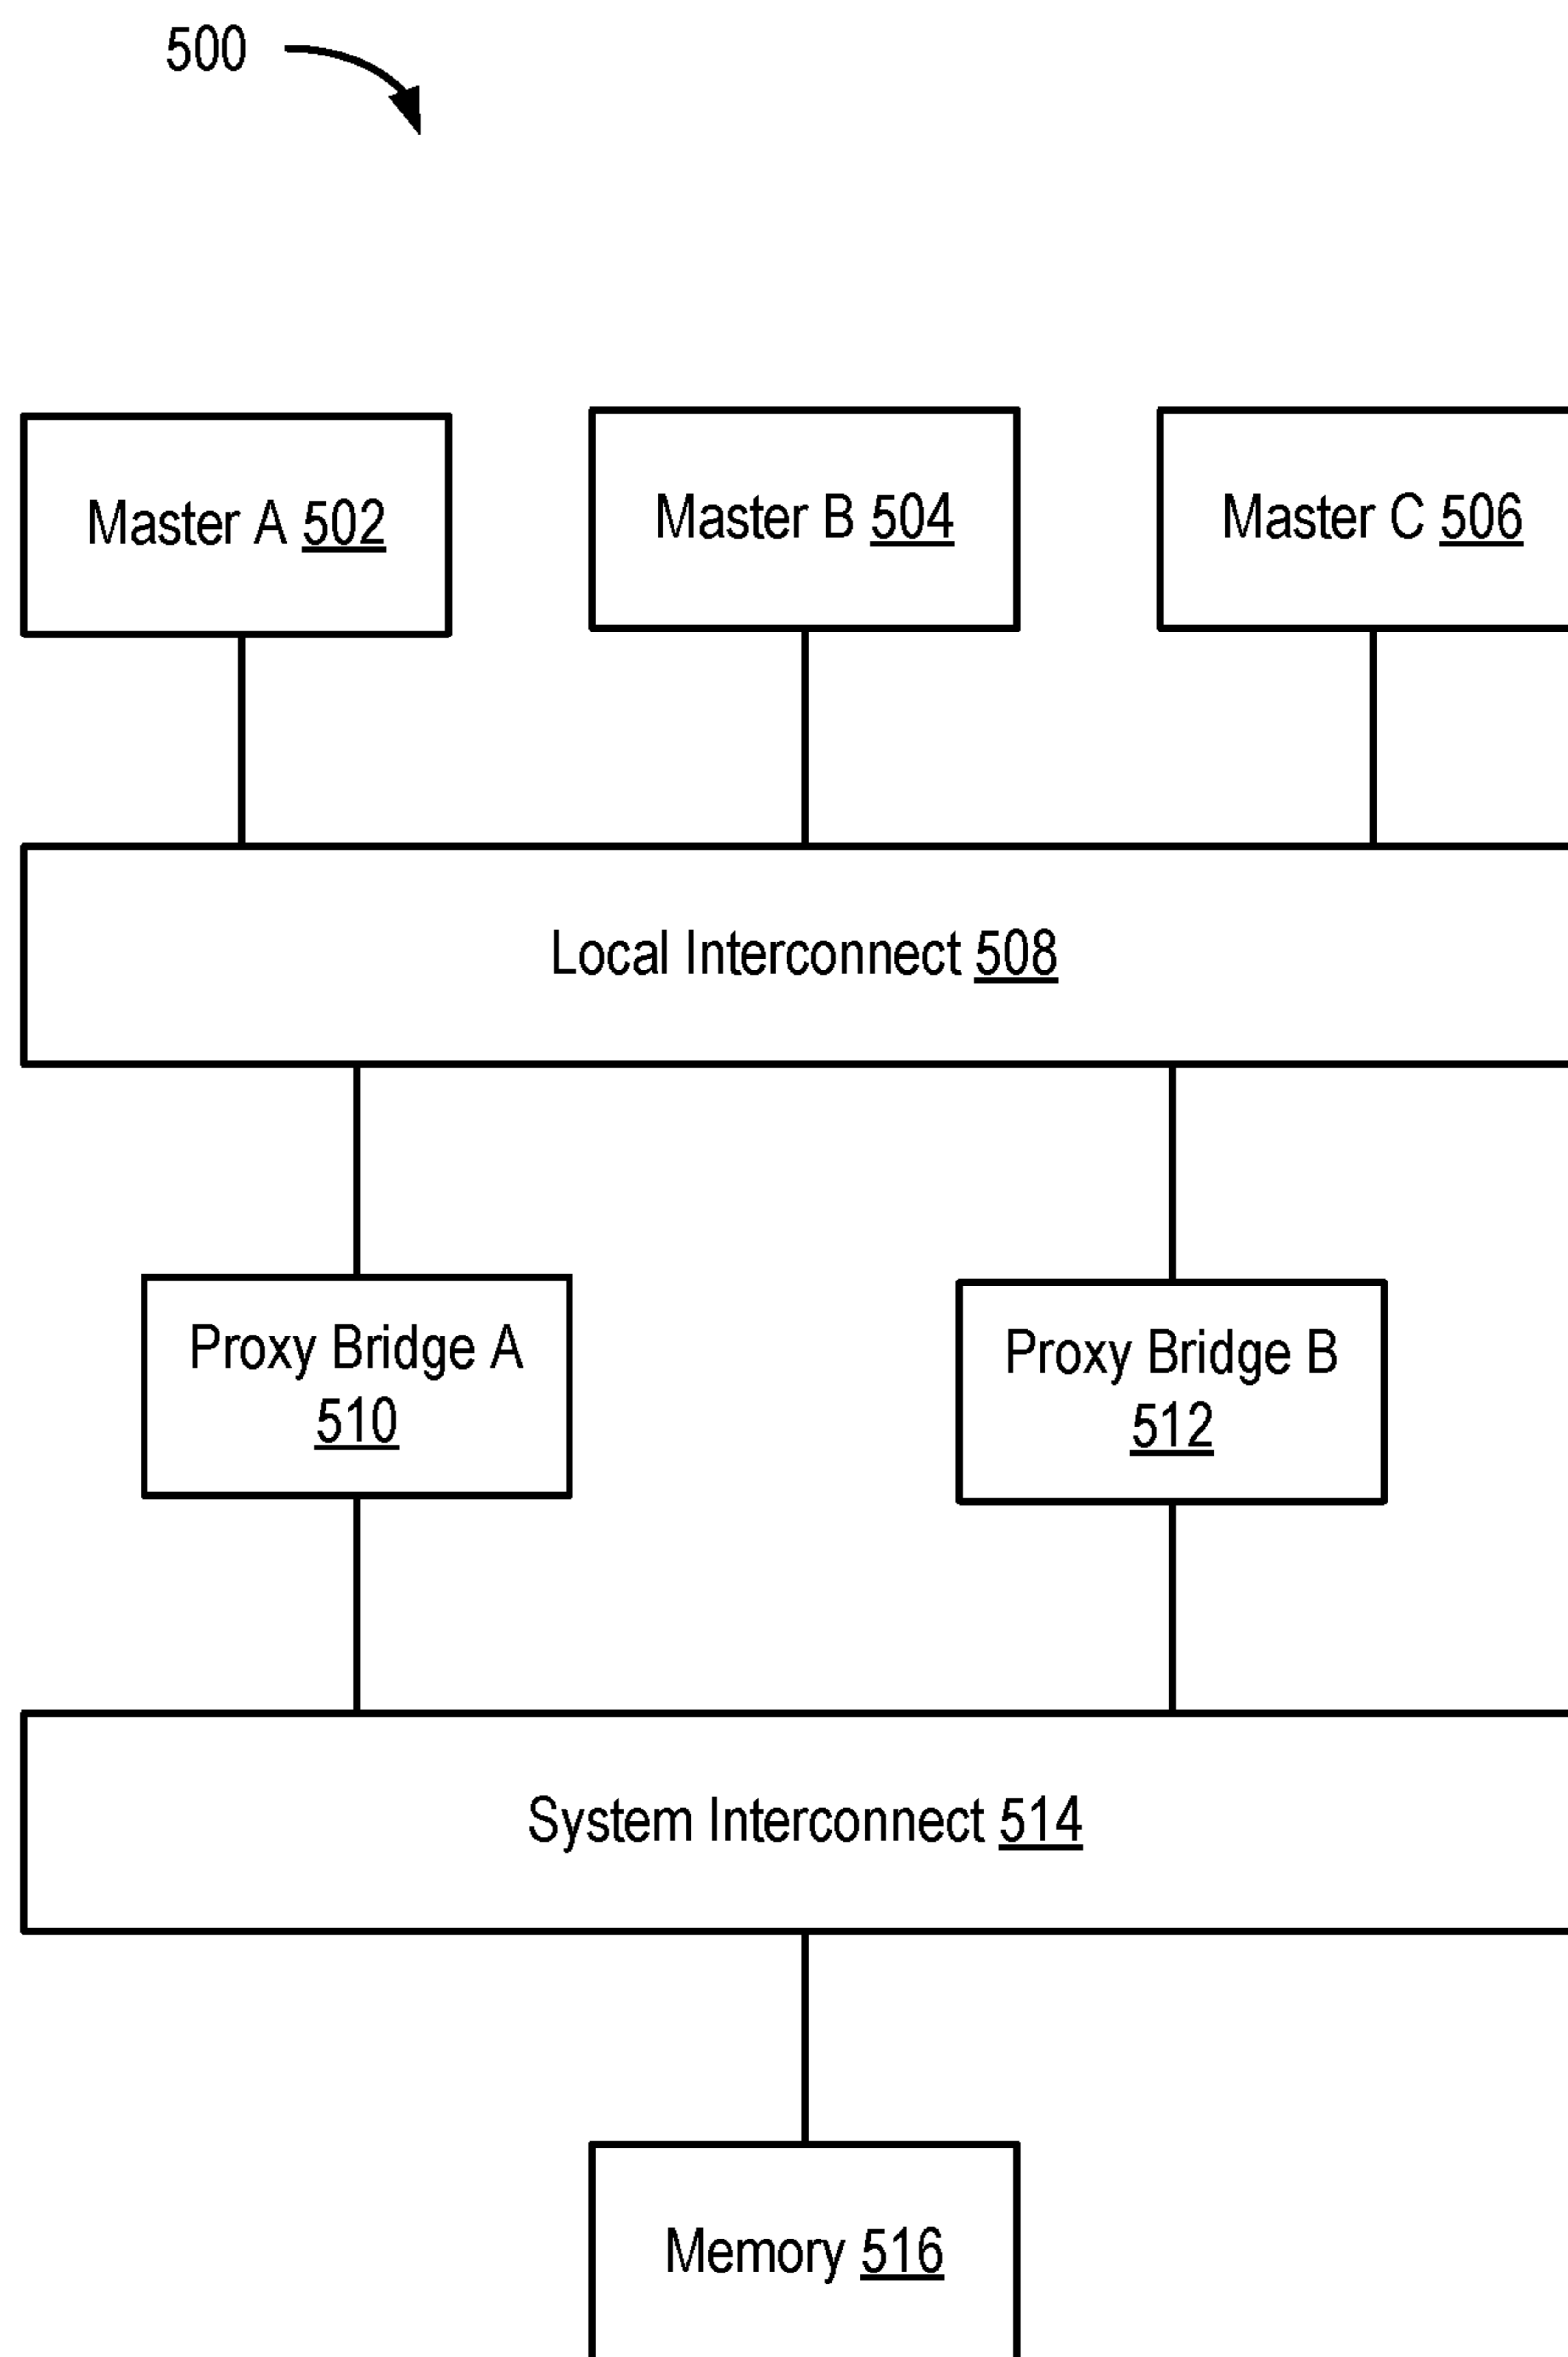 500
Master A 502
Master B 504
Master C 506
Local Interconnect 508
Proxy Bridge A
510
Proxy Bridge B
512
System Interconnect 514
Memory 516